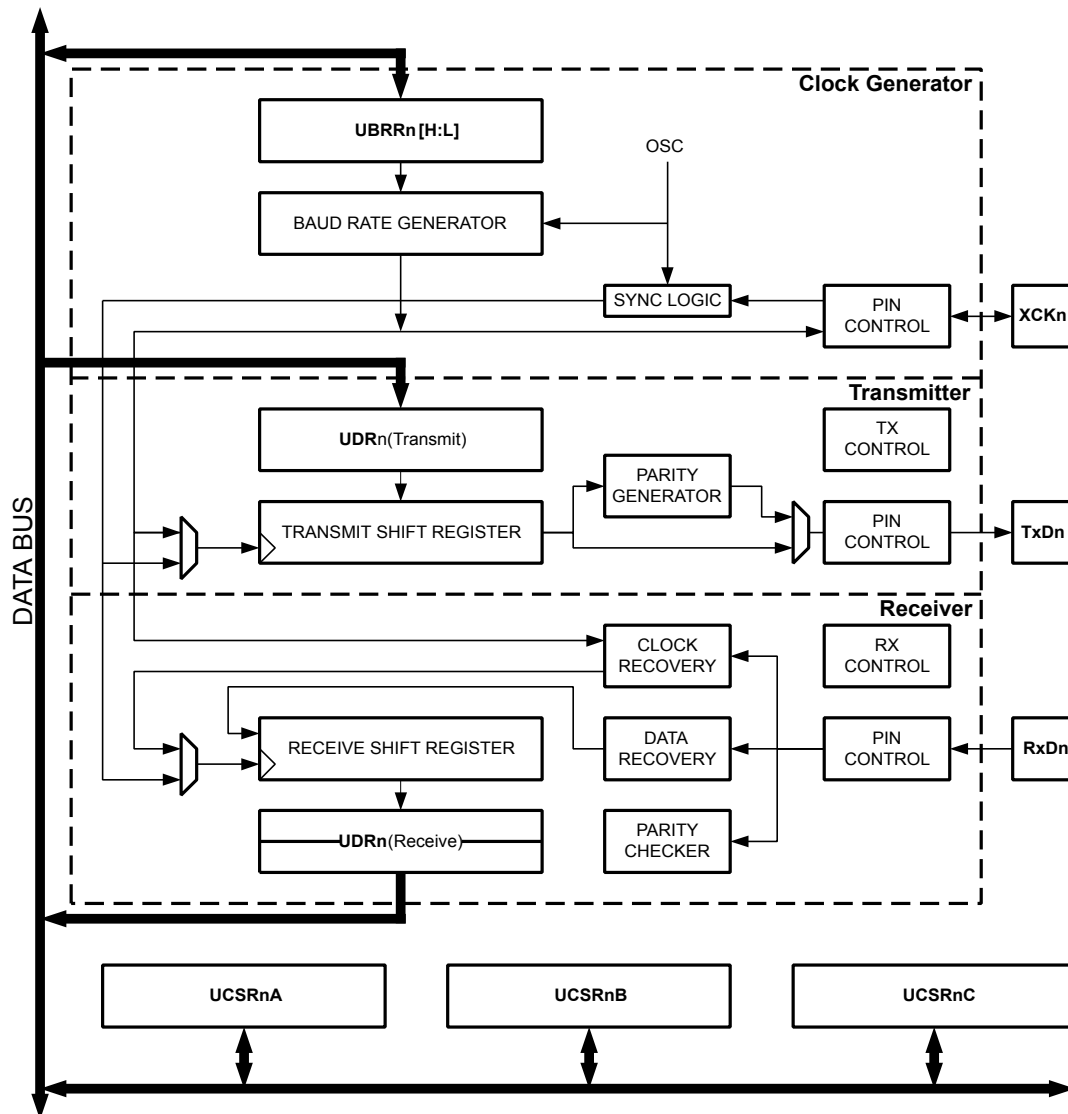 Clock Generator
UBRRn [H:L]
OSC
BAUD RATE GENERATOR
SYNC LOGIC
PIN
CONTROL
XCKn
Transmitter
UDRn(Transmit)
TX
CONTROL
PARITY
GENERATOR
TRANSMIT SHIFT REGISTER
PIN
CONTROL
TxDn
DATA BUS
Receiver
CLOCK
RECOVERY
RX
CONTROL
RECEIVE SHIFT REGISTER
DATA
RECOVERY
PIN
CONTROL
RxDn
UDRn(Receive)
PARITY
CHECKER
UCSRnA
UCSRnB
UCSRnC